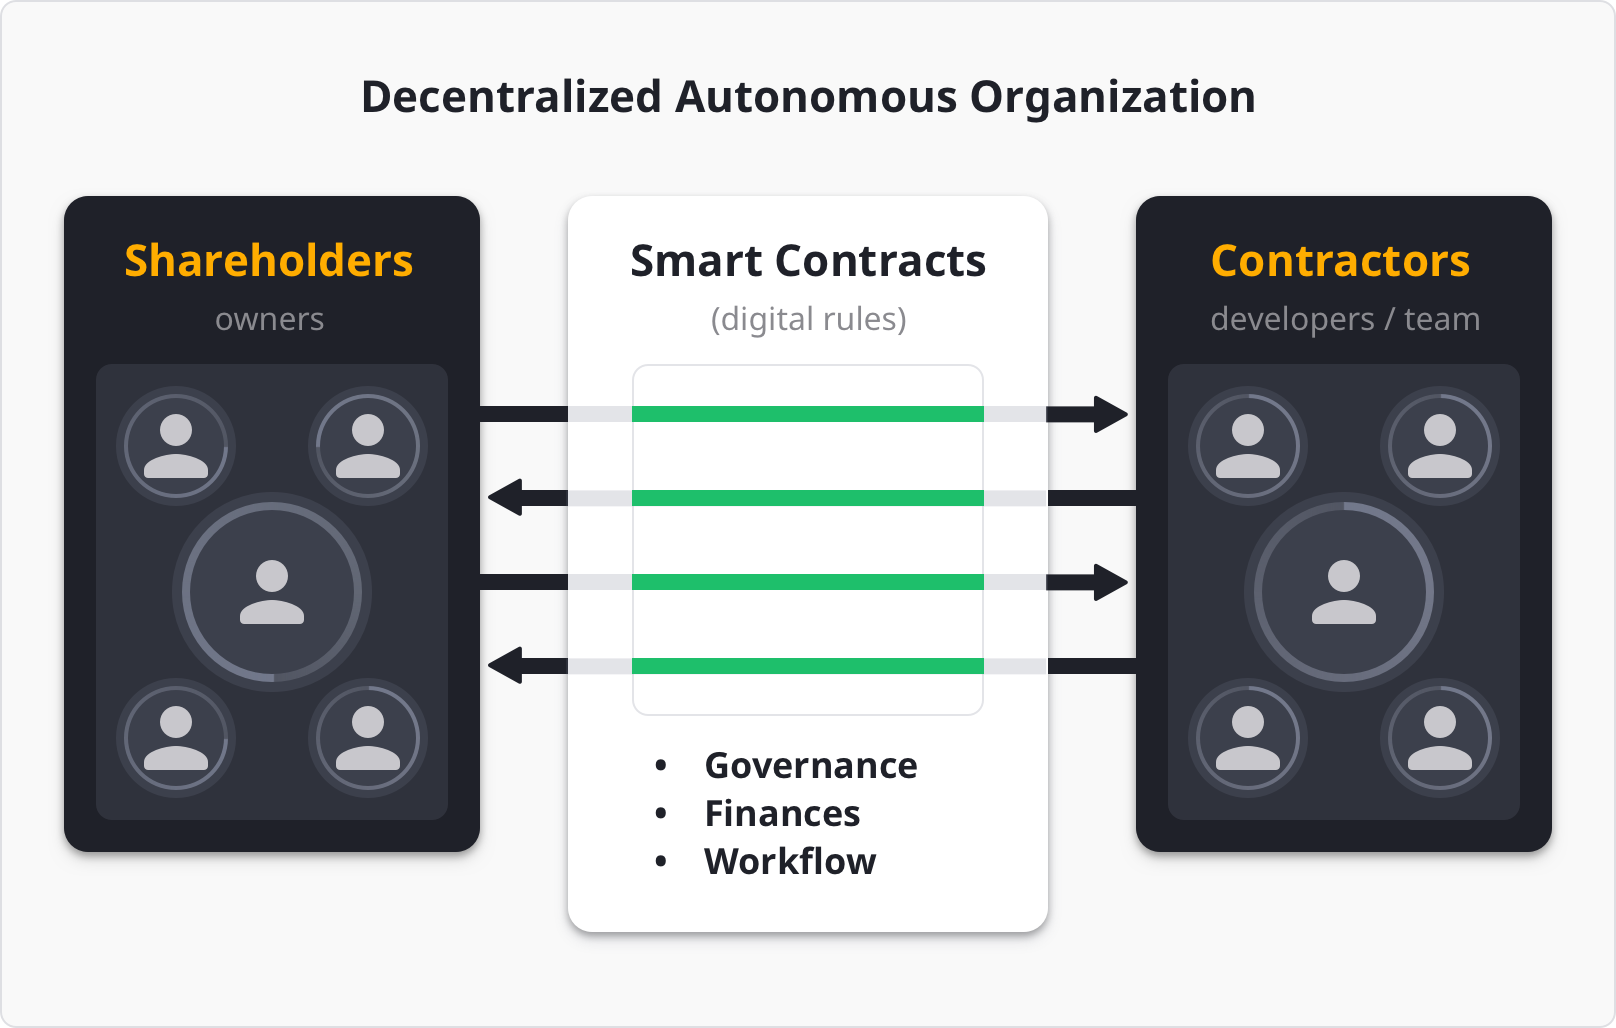 Decentralized Autonomous Organization
Shareholders
owners
Smart Contracts
(digital rules)
• Governance
• Finances
• Workflow
Contractors
developers / team